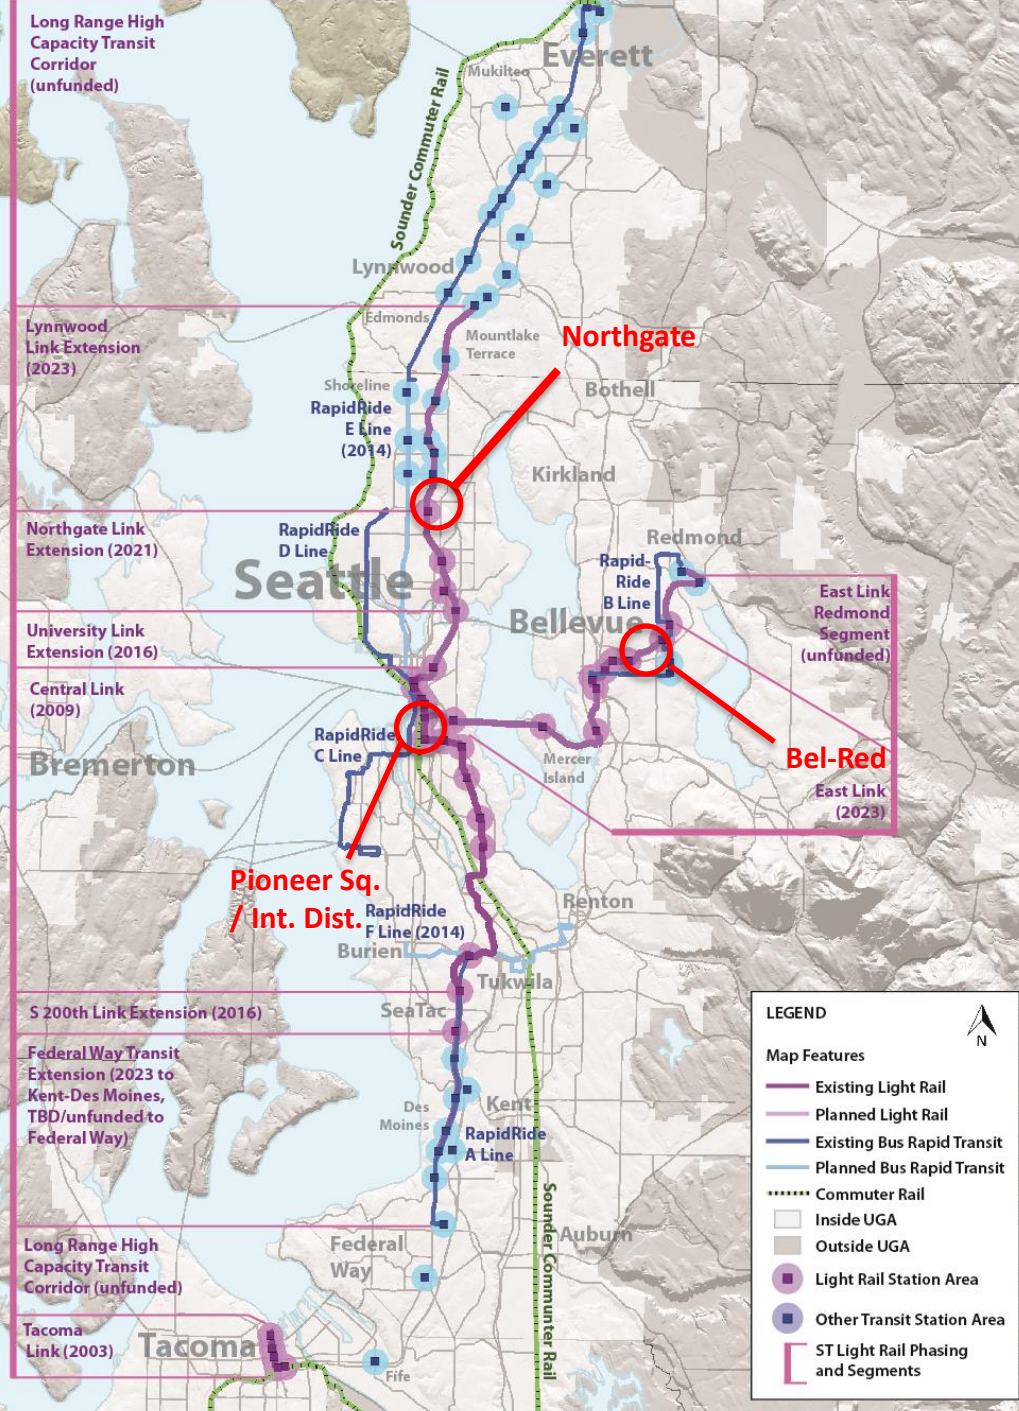 Long Range High
Capacity Transit
Corridor
(unfunded)
Everett
Mukilteo
Sounder Commuter Rail
Lynnwood
Edmonds
Lynnwood
Link Extension
(2023)
Mountlake
Terrace
Northgate
Shoreline
Bothell
RapidRide
E Line
(2014)
Kirkland
Northgate Link
Extension (2021)
RapidRide
D Line
Redmond
Seattle
Rapid-
Ride
B Line
East Link
Redmond
Segment
(unfunded)
Bellevue
University Link
Extension (2016)
Central Link
(2009)
RapidRide
C Line
Bremerton
Mercer
Island
Bel-Red
East Link
(2023)
Pioneer Sq.
/ Int. Dist.
RapidRide
F Line (2014)
Renton
Burien
Tukwila
SeaTac
S 200th Link Extension (2016)
Federal Way Transit
Extension (2023 to
Kent-Des Moines,
TBD/unfunded to
Federal Way)
Des
Moines
Kent
RapidRide
A Line
Sounder Communter Rail
Auburn
Federal
Way
Long Range High
Capacity Transit
Corridor (unfunded)
Tacoma
Link (2003)
Tacoma
Fife
LEGEND
N
Map Features
Existing Light Rail
Planned Light Rail
Existing Bus Rapid Transit
Planned Bus Rapid Transit
Commuter Rail
Inside UGA
Outside UGA
Light Rail Station Area
Other Transit Station Area
ST Light Rail Phasing
and Segments